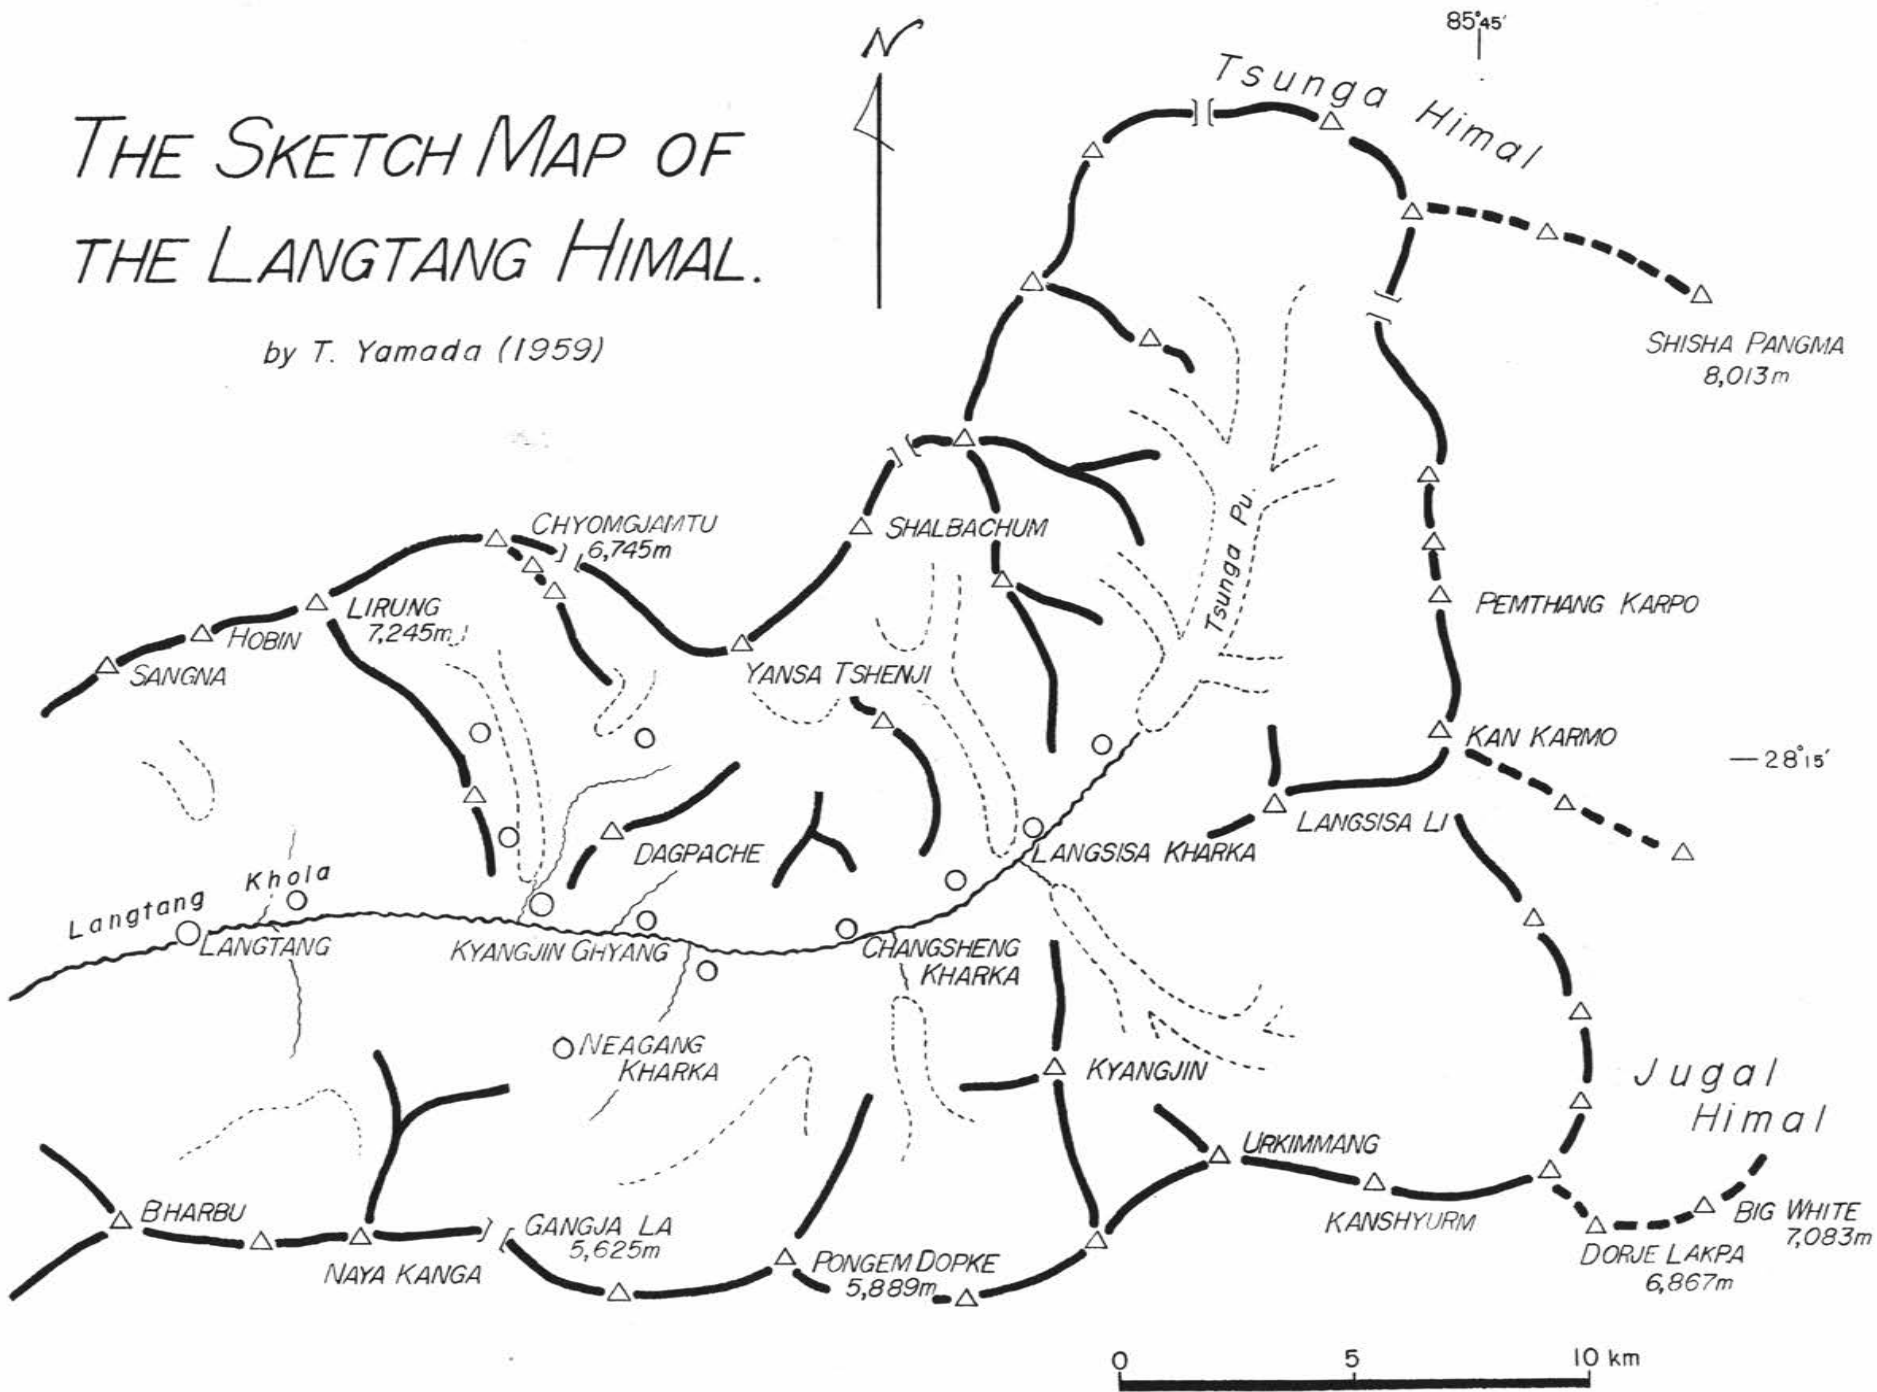 85°45'
N
Tsunga Himal
THE SKETCH MAP OF
THE LANGTANG HIMAL.
by T. Yamada (1959)
SHISHA PANGMA
8,013m
CHYOMGJAMTU
6,745m
SHALBACHUM
Tsunga Pu.
LIRUNG
7,245m
HOBIN
SANGNA
PEMTHANG KARPO
YANSA TSHENJI
KAN KARMO
28°15'
LANGSISA LI
DAGPACHE
LANGSISA KHARKA
Langtang Khola
LANGTANG
KYANGJIN GHYANG
CHANGSHENG
KHARKA
NEAGANG
KHARKA
KYANGJIN
Jugal
Himal
URKIMMANG
BHARBU
GANGJA LA
5,625m
KANSHYURM
BIG WHITE
7,083m
NAYA KANGA
PONGEM DOPKE
5,889m
DORJE LAKPA
6,867m
0 5 10 km